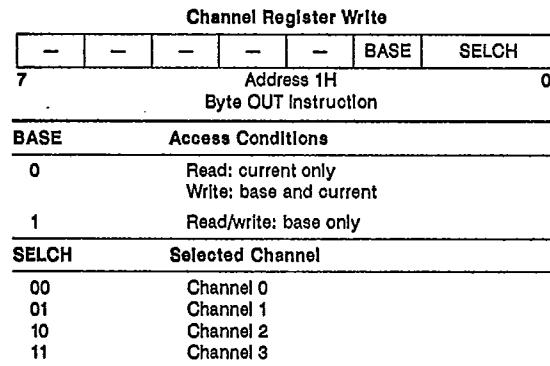 Channel Register Write
– – – – – BASE SELCH
7 Address 1H 0
Byte OUT Instruction
BASE Access Conditions
0 Read: current only
Write: base and current
1 Read/write: base only
SELCH Selected Channel
00 Channel 0
01 Channel 1
10 Channel 2
11 Channel 3